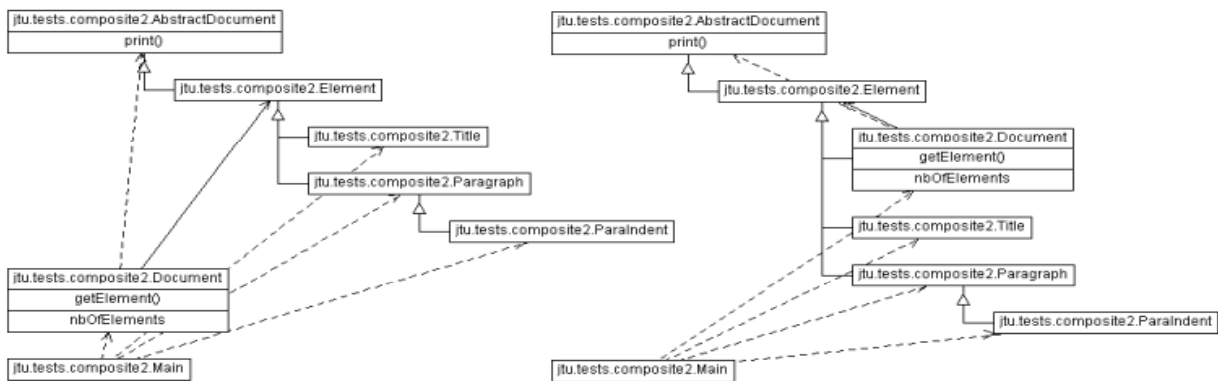 jtu.tests.composite2.AbstractDocument
print()
jtu.tests.composite2.Element
jtu.tests.composite2.Title
jtu.tests.composite2.Paragraph
jtu.tests.composite2.ParaIndent
jtu.tests.composite2.Document
getElement()
nbOfElements
jtu.tests.composite2.Main
jtu.tests.composite2.AbstractDocument
print()
jtu.tests.composite2.Element
jtu.tests.composite2.Document
getElement()
nbOfElements
jtu.tests.composite2.Title
jtu.tests.composite2.Paragraph
jtu.tests.composite2.ParaIndent
jtu.tests.composite2.Main